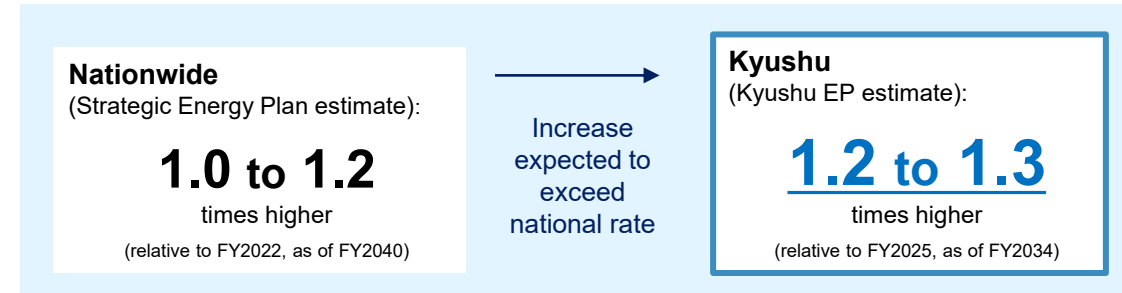 Nationwide
(Strategic Energy Plan estimate):
1.0 to 1.2
times higher
(relative to FY2022, as of FY2040)
Increase
expected to
exceed
national rate
Kyushu
(Kyushu EP estimate):
1.2 to 1.3
times higher
(relative to FY2025, as of FY2034)